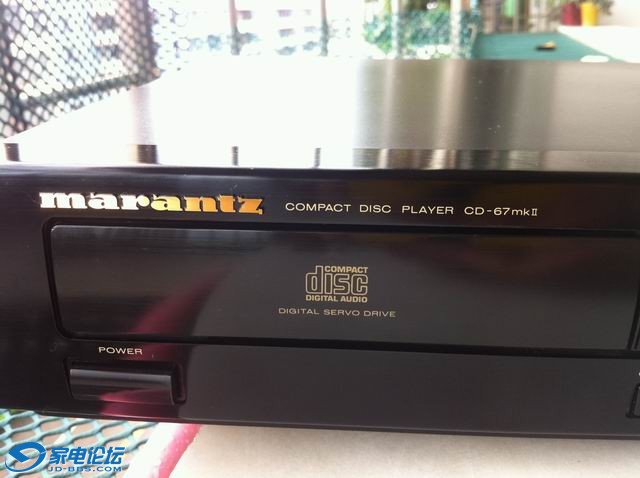 marantz COMPACT DISC PLAYER CD-67mkII
COMPACT
disc
DIGITAL AUDIO
DIGITAL SERVO DRIVE
POWER
家电论坛
JD-BBS.COM